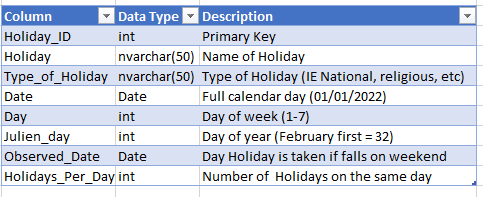 Column Data Type Description
Holiday_ID int Primary Key
Holiday nvarchar(50) Name of Holiday
Type_of_Holiday nvarchar(50) Type of Holiday (IE National, religious, etc)
Date Date Full calendar day (01/01/2022)
Day int Day of week (1-7)
Julien_day int Day of year (February first = 32)
Observed_Date Date Day Holiday is taken if falls on weekend
Holidays_Per_Day int Number of Holidays on the same day